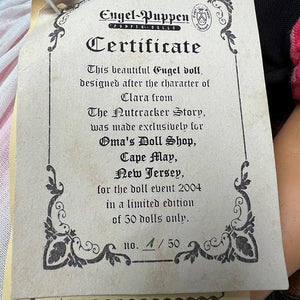 Engel-Puppen
PUPPEN-DOLLS
Certificate
This beautiful Engel doll,
designed after the character of
Clara from
The Nutcracker Story,
was made exclusively for
Oma's Doll Shop,
Cape May,
New Jersey,
for the doll event 2004
in a limited edition
of 50 dolls only.
no. 1 / 50